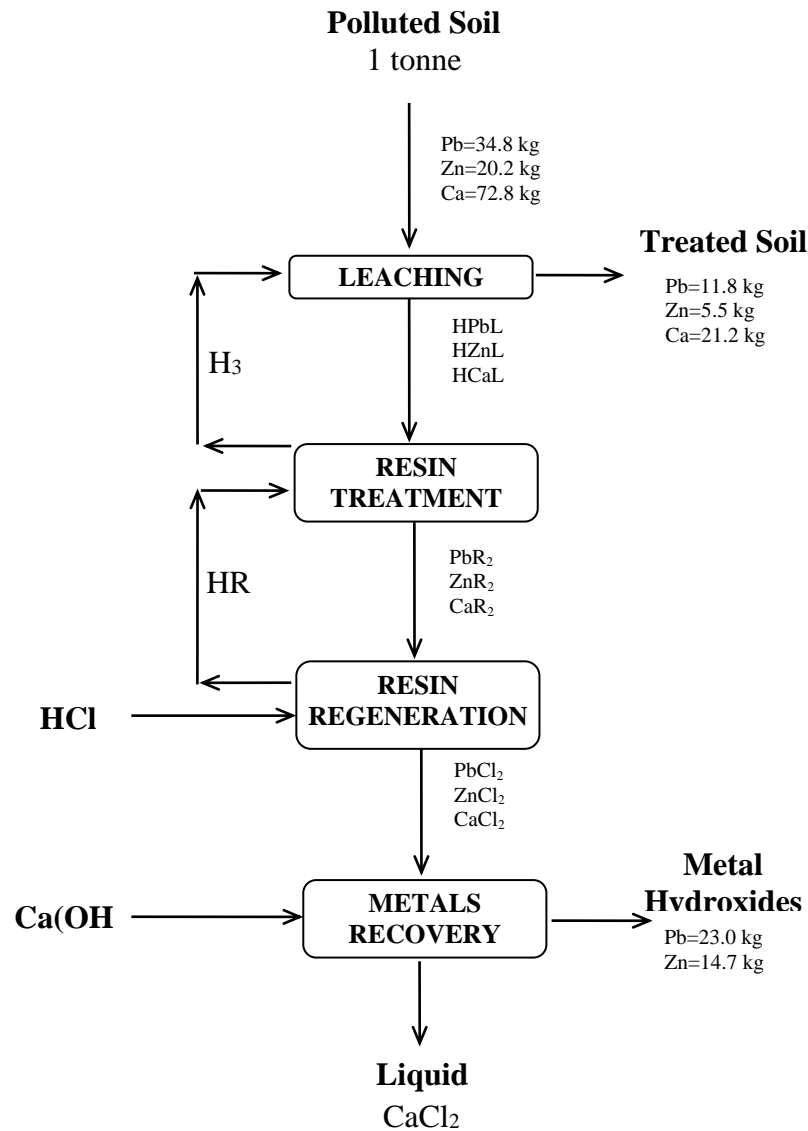 Polluted Soil
1 tonne
Pb=34.8 kg
Zn=20.2 kg
Ca=72.8 kg
Treated Soil
Pb=11.8 kg
Zn=5.5 kg
Ca=21.2 kg
LEACHING
HPbL
HZnL
HCaL
H₃
RESIN
TREATMENT
PbR₂
ZnR₂
CaR₂
HR
RESIN
REGENERATION
HCl
PbCl₂
ZnCl₂
CaCl₂
Metal
Hydroxides
Pb=23.0 kg
Zn=14.7 kg
METALS
RECOVERY
Ca(OH
Liquid
CaCl₂